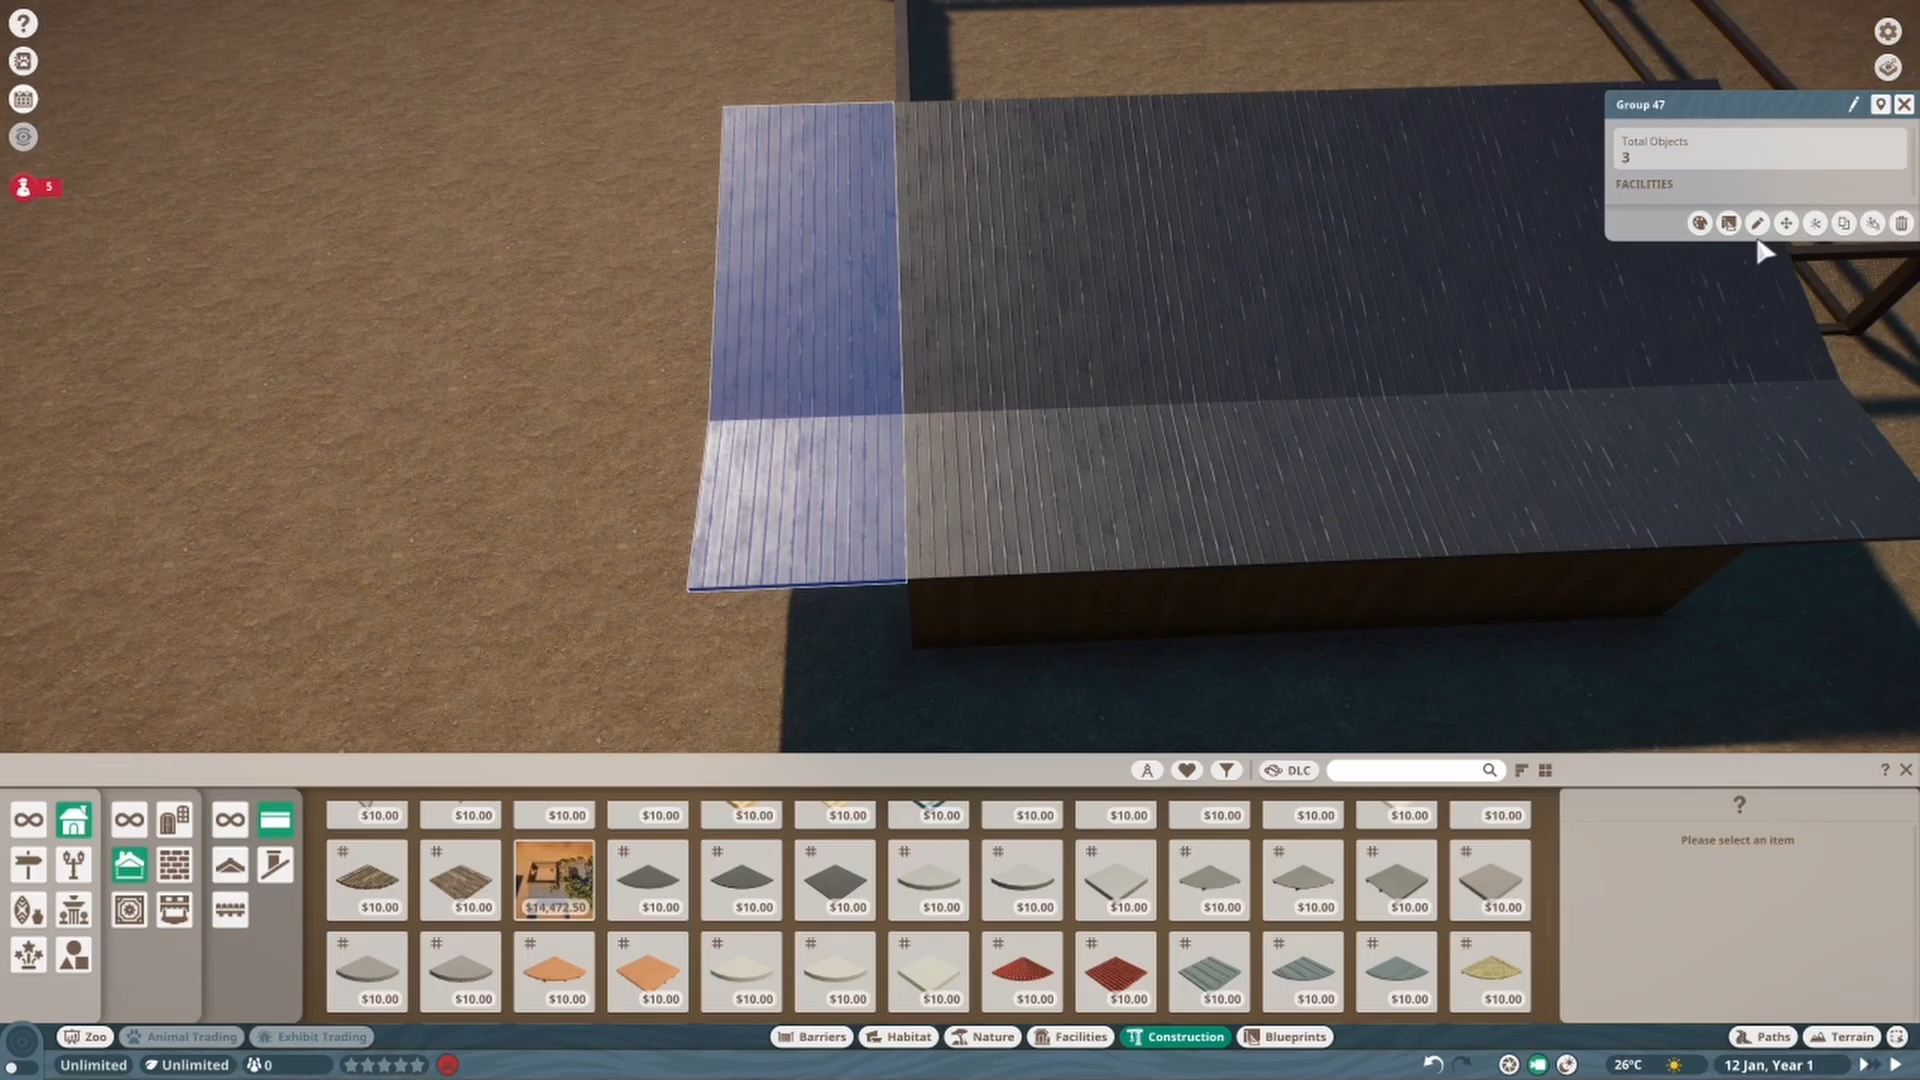 ?
5
Group 47
Total Objects
3
FACILITIES
DLC
?
$10.00 $10.00 $10.00 $10.00 $10.00 $10.00 $10.00 $10.00 $10.00 $10.00 $10.00 $10.00 $10.00
?
Please select an item
# # # # # # # # # # # #
$10.00 $10.00 $14,472.50 $10.00 $10.00 $10.00 $10.00 $10.00 $10.00 $10.00 $10.00 $10.00 $10.00
# # # # # # # # # # # # #
$10.00 $10.00 $10.00 $10.00 $10.00 $10.00 $10.00 $10.00 $10.00 $10.00 $10.00 $10.00 $10.00
Zoo Animal Trading Exhibit Trading Barriers Habitat Nature Facilities Construction Blueprints Paths Terrain
Unlimited Unlimited 0 26°C 12 Jan, Year 1